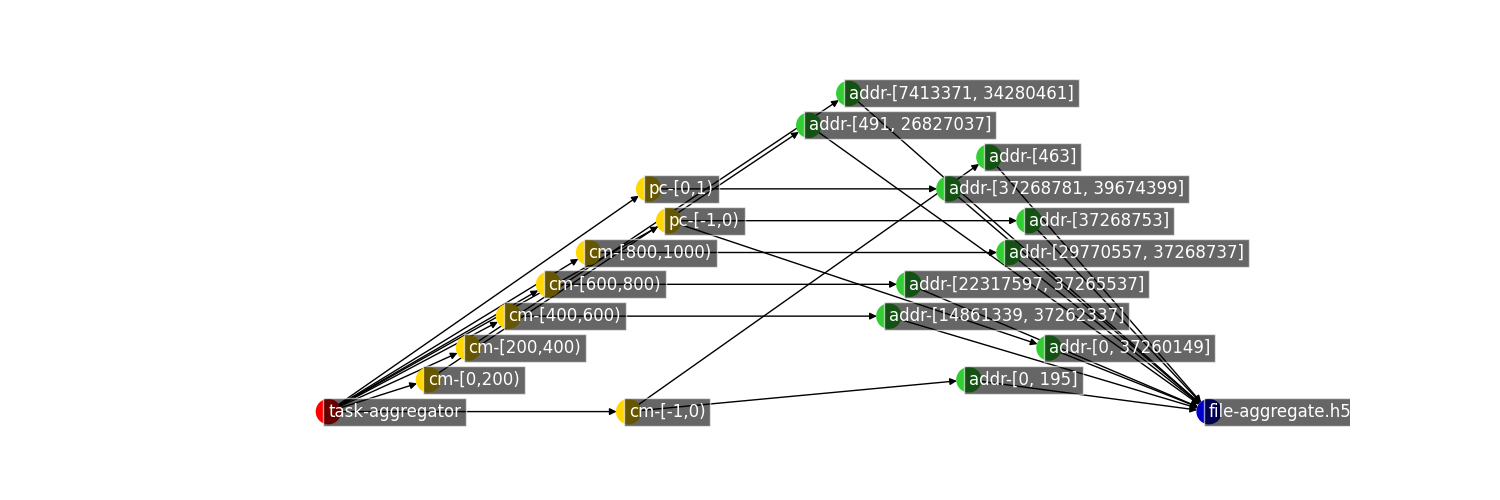 addr-[7413371, 34280461]
addr-[491, 26827037]
addr-[463]
pc-[0,1)
addr-[37268781, 39674399]
pc-[-1,0)
addr-[37268753]
cm-[800,1000)
addr-[29770557, 37268737]
cm-[600,800)
addr-[22317597, 37265537]
cm-[400,600)
addr-[14861339, 37262337]
cm-[200,400)
addr-[0, 37260149]
cm-[0,200)
addr-[0, 195]
task-aggregator
cm-[-1,0)
file-aggregate.h5